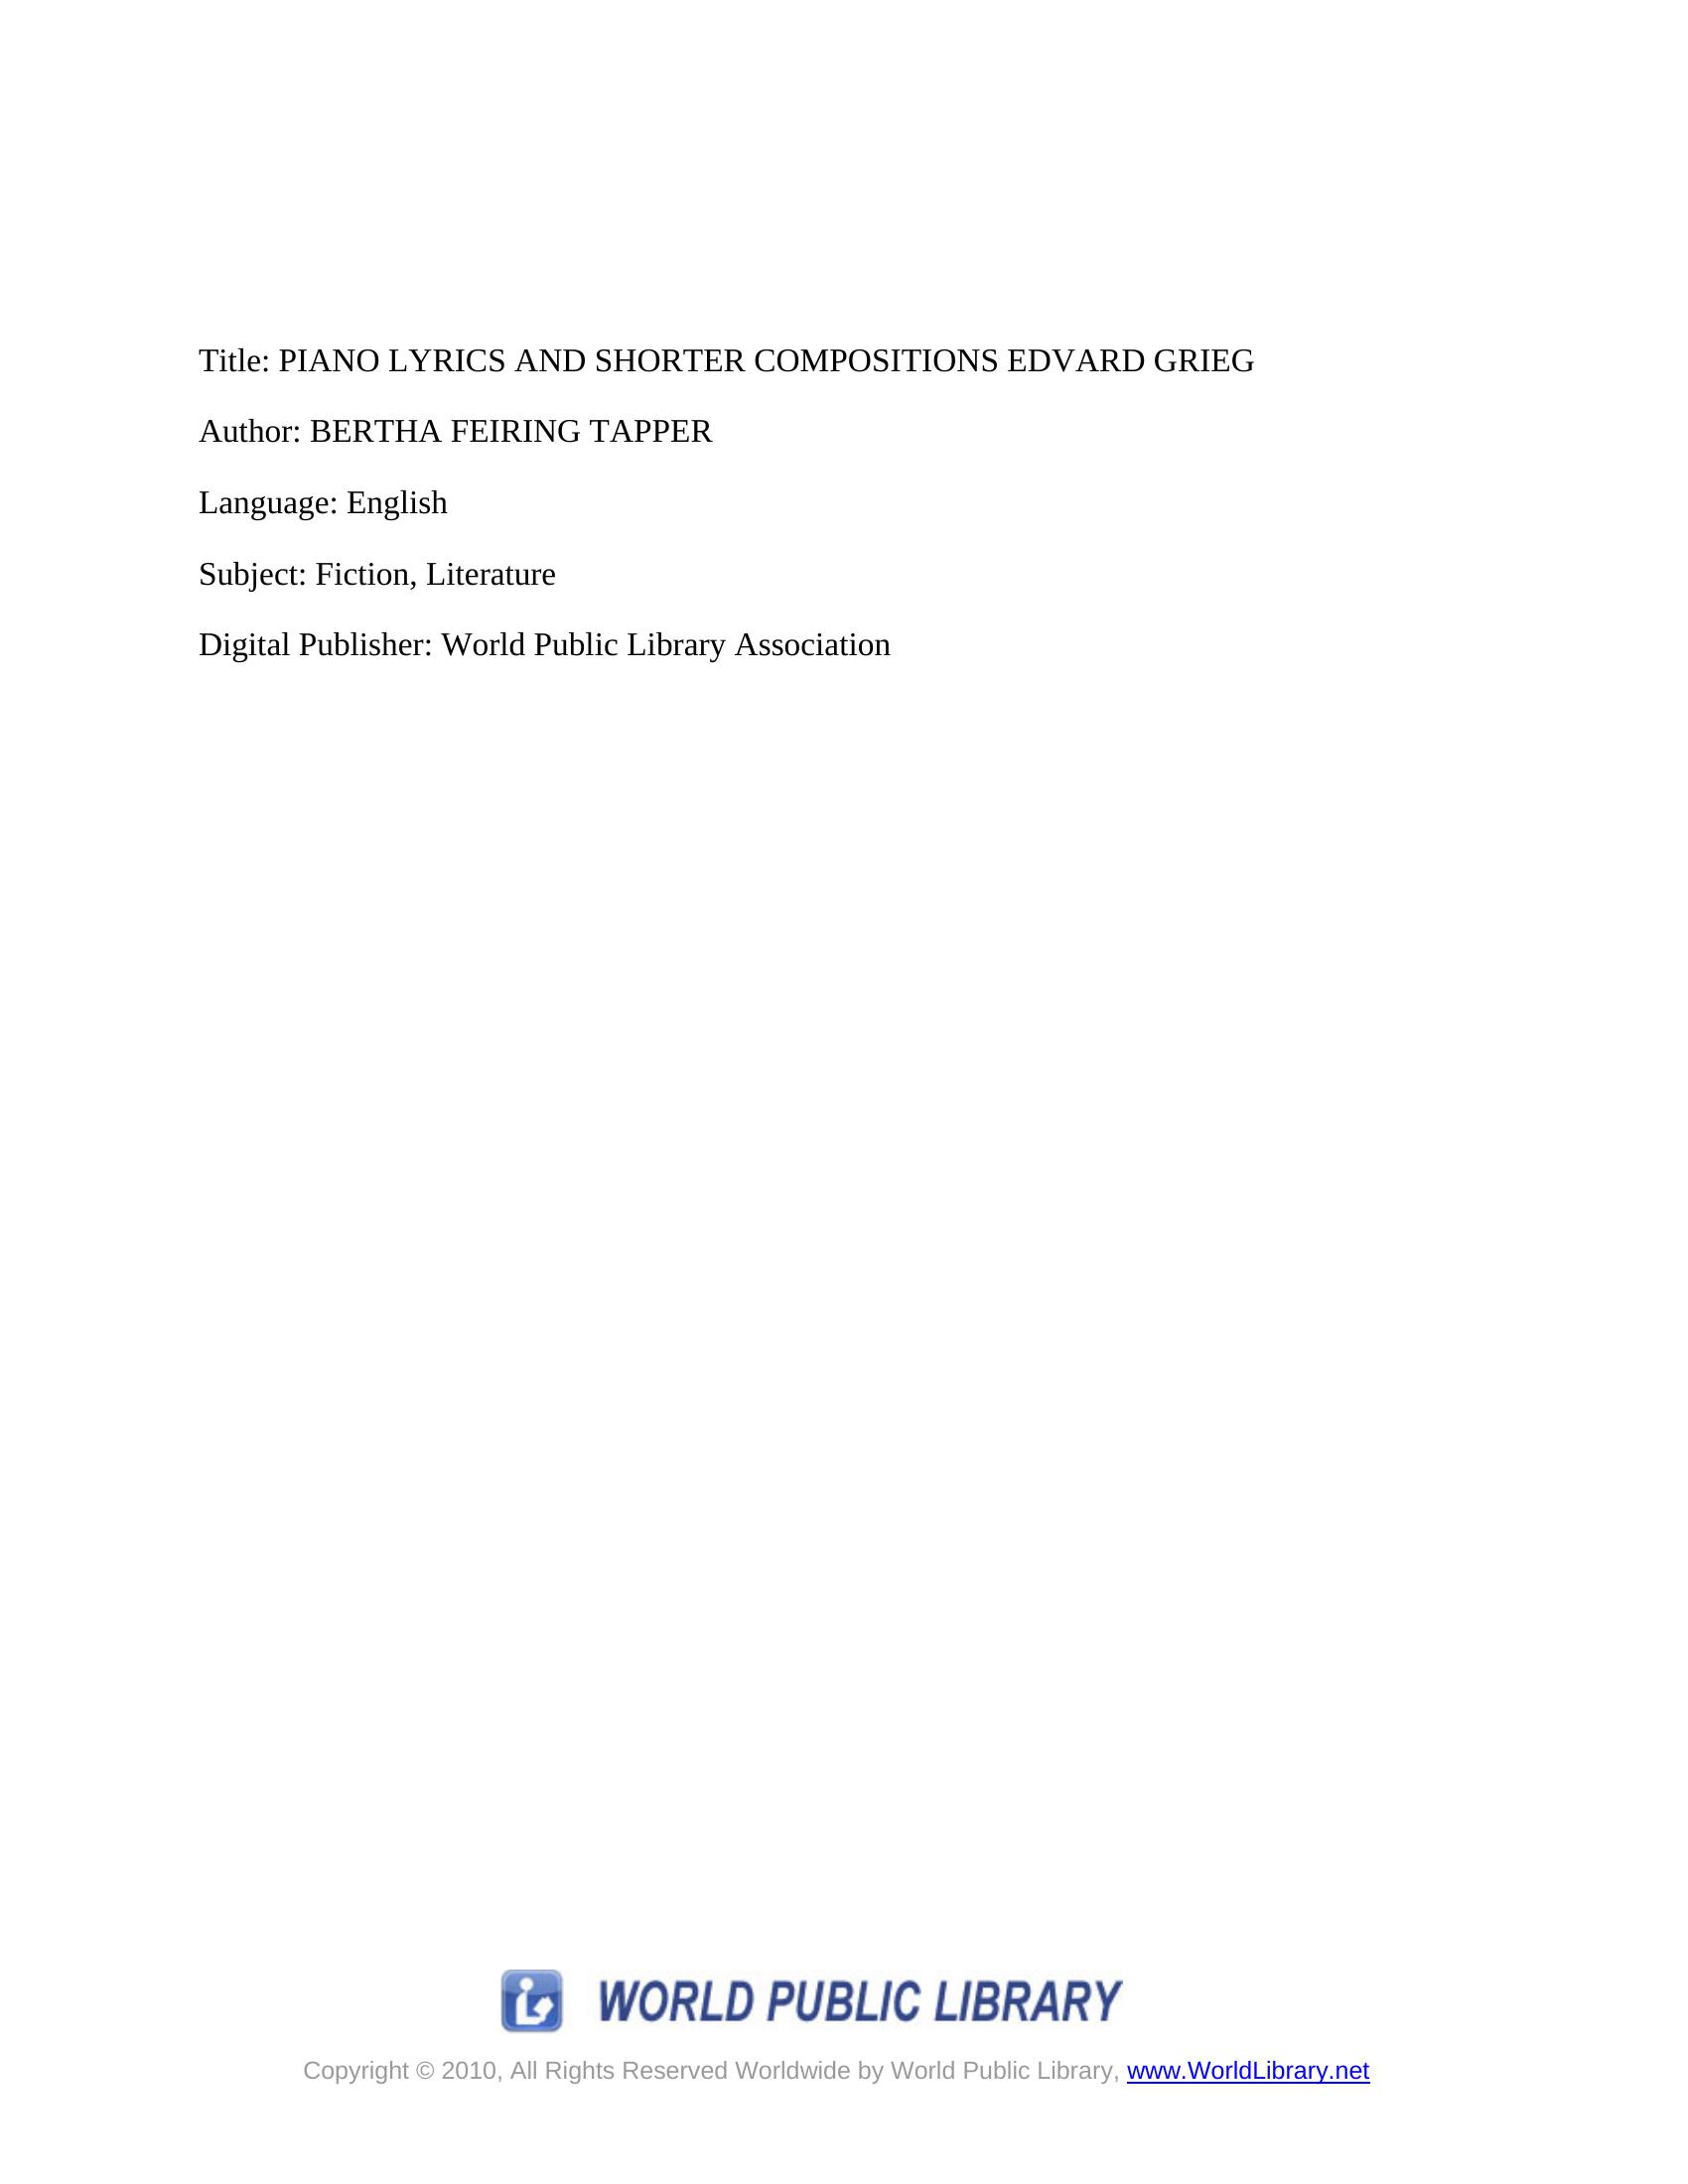 Title: PIANO LYRICS AND SHORTER COMPOSITIONS EDVARD GRIEG
Author: BERTHA FEIRING TAPPER
Language: English
Subject: Fiction, Literature
Digital Publisher: World Public Library Association
WORLD PUBLIC LIBRARY
Copyright © 2010, All Rights Reserved Worldwide by World Public Library, www.WorldLibrary.net